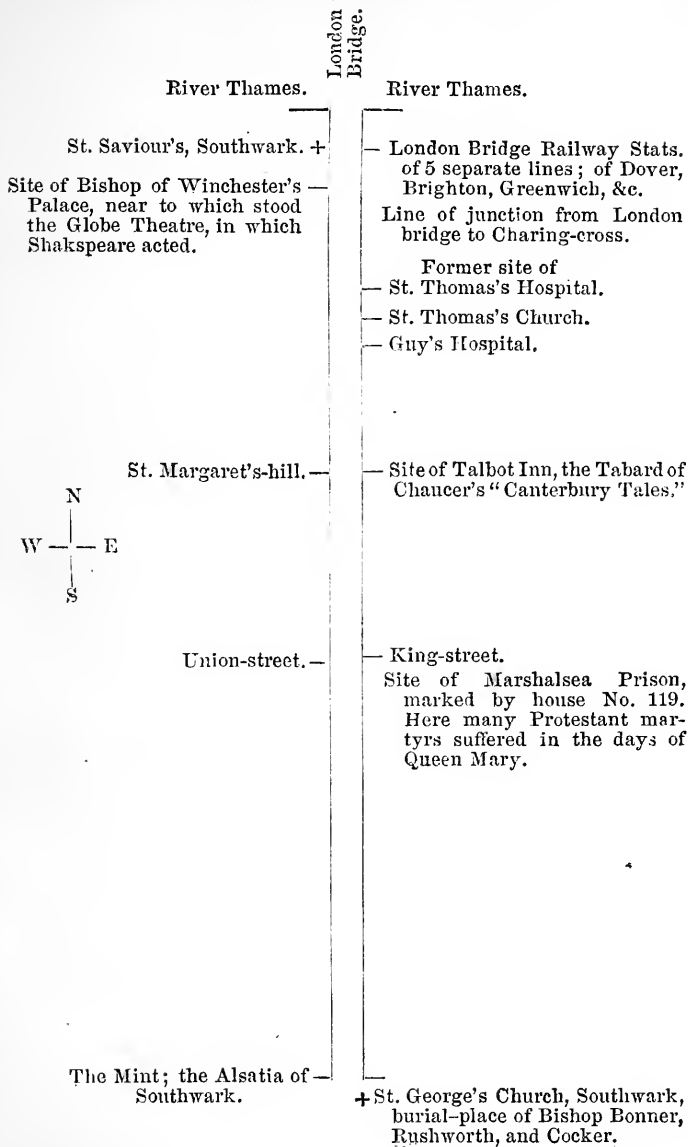 London
Bridge.
River Thames.
River Thames.
St. Saviour's, Southwark. +
Site of Bishop of Winchester's —
Palace, near to which stood
the Globe Theatre, in which
Shakspeare acted.
— London Bridge Railway Stats.
of 5 separate lines; of Dover,
Brighton, Greenwich, &c.
Line of junction from London
bridge to Charing-cross.
Former site of
— St. Thomas's Hospital.
— St. Thomas's Church.
— Guy's Hospital.
St. Margaret's-hill. —
— Site of Talbot Inn, the Tabard of
Chaucer's "Canterbury Tales."
N
W — — E
S
Union-street. —
— King-street.
Site of Marshalsea Prison,
marked by house No. 119.
Here many Protestant mar-
tyrs suffered in the days of
Queen Mary.
The Mint; the Alsatia of —
Southwark.
+ St. George's Church, Southwark,
burial-place of Bishop Bonner,
Rushworth, and Cocker.